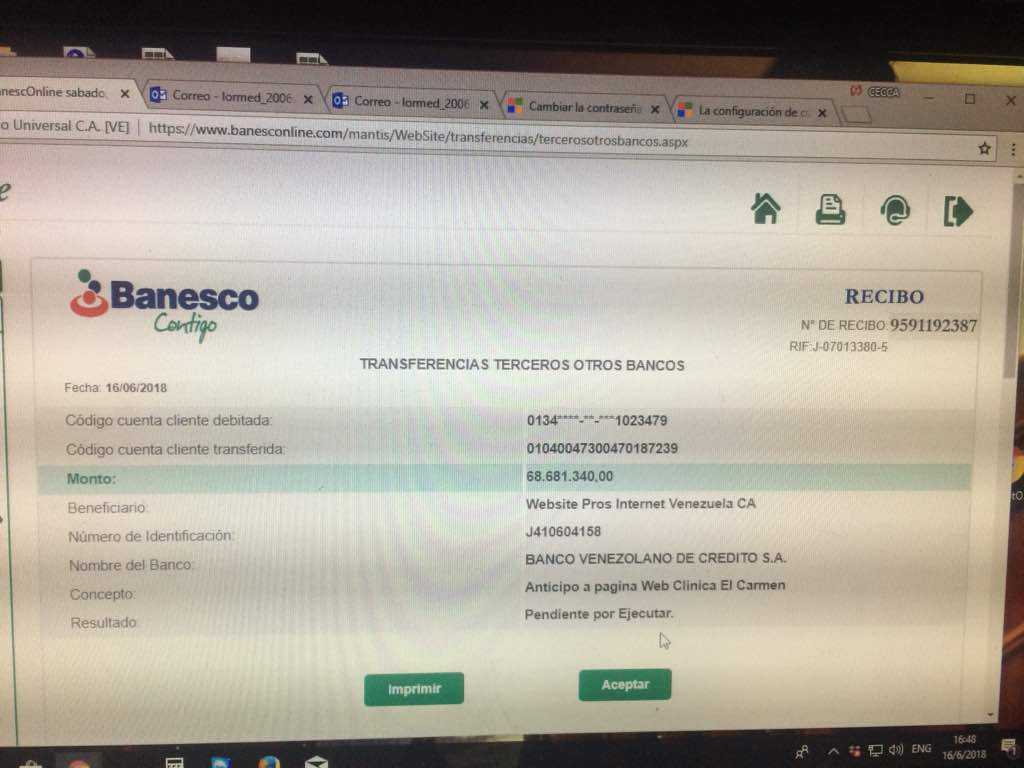 nescOnline sabado,
Correo - lormed_2006
Correo - lormed_2006
Cambiar la contraseña
La configuración de c
CECCA
o Universal C.A. [VE] | https://www.banesconline.com/mantis/WebSite/transferencias/tercerosotrosbancos.aspx
e
Banesco
Contigo
RECIBO
N° DE RECIBO: 9591192387
RIF:J-07013380-5
TRANSFERENCIAS TERCEROS OTROS BANCOS
Fecha: 16/06/2018
Código cuenta cliente debitada: 0134****-**-***1023479
Código cuenta cliente transferida: 01040047300470187239
Monto: 68.681.340,00
Beneficiario: Website Pros Internet Venezuela CA
Número de Identificación: J410604158
Nombre del Banco: BANCO VENEZOLANO DE CREDITO S.A.
Concepto: Anticipo a pagina Web Clinica El Carmen
Resultado: Pendiente por Ejecutar.
Imprimir
Aceptar
ENG
16:48
16/6/2018